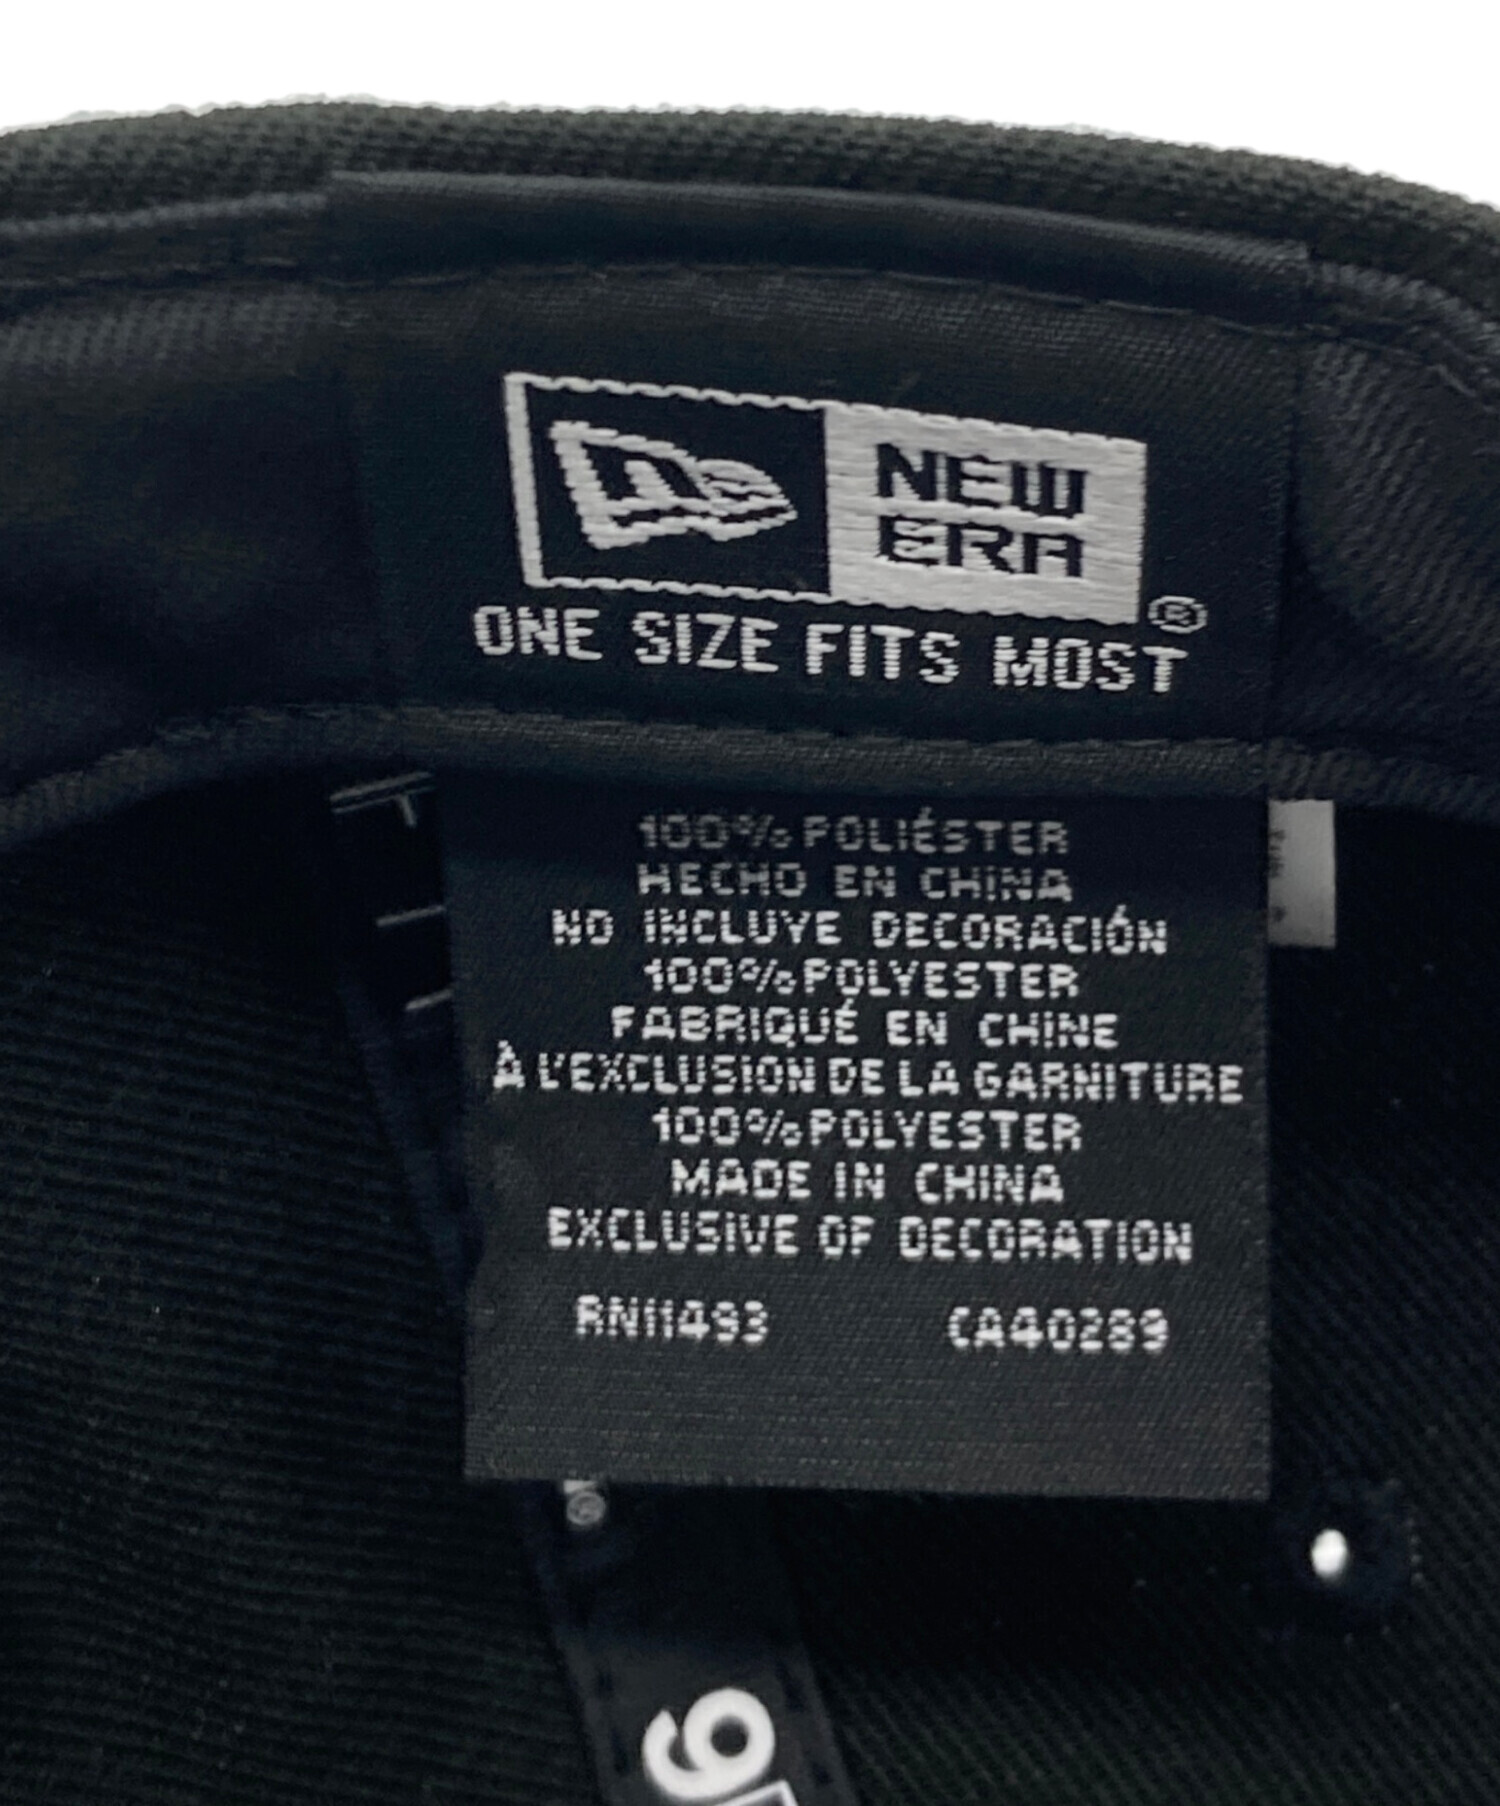 NEW
ERA
®
ONE SIZE FITS MOST
100% POLIÉSTER
HECHO EN CHINA
NO INCLUYE DECORACIÓN
100% POLYESTER
FABRIQUÉ EN CHINE
À L'EXCLUSION DE LA GARNITURE
100% POLYESTER
MADE IN CHINA
EXCLUSIVE OF DECORATION
RN11493 CA40289
®
9